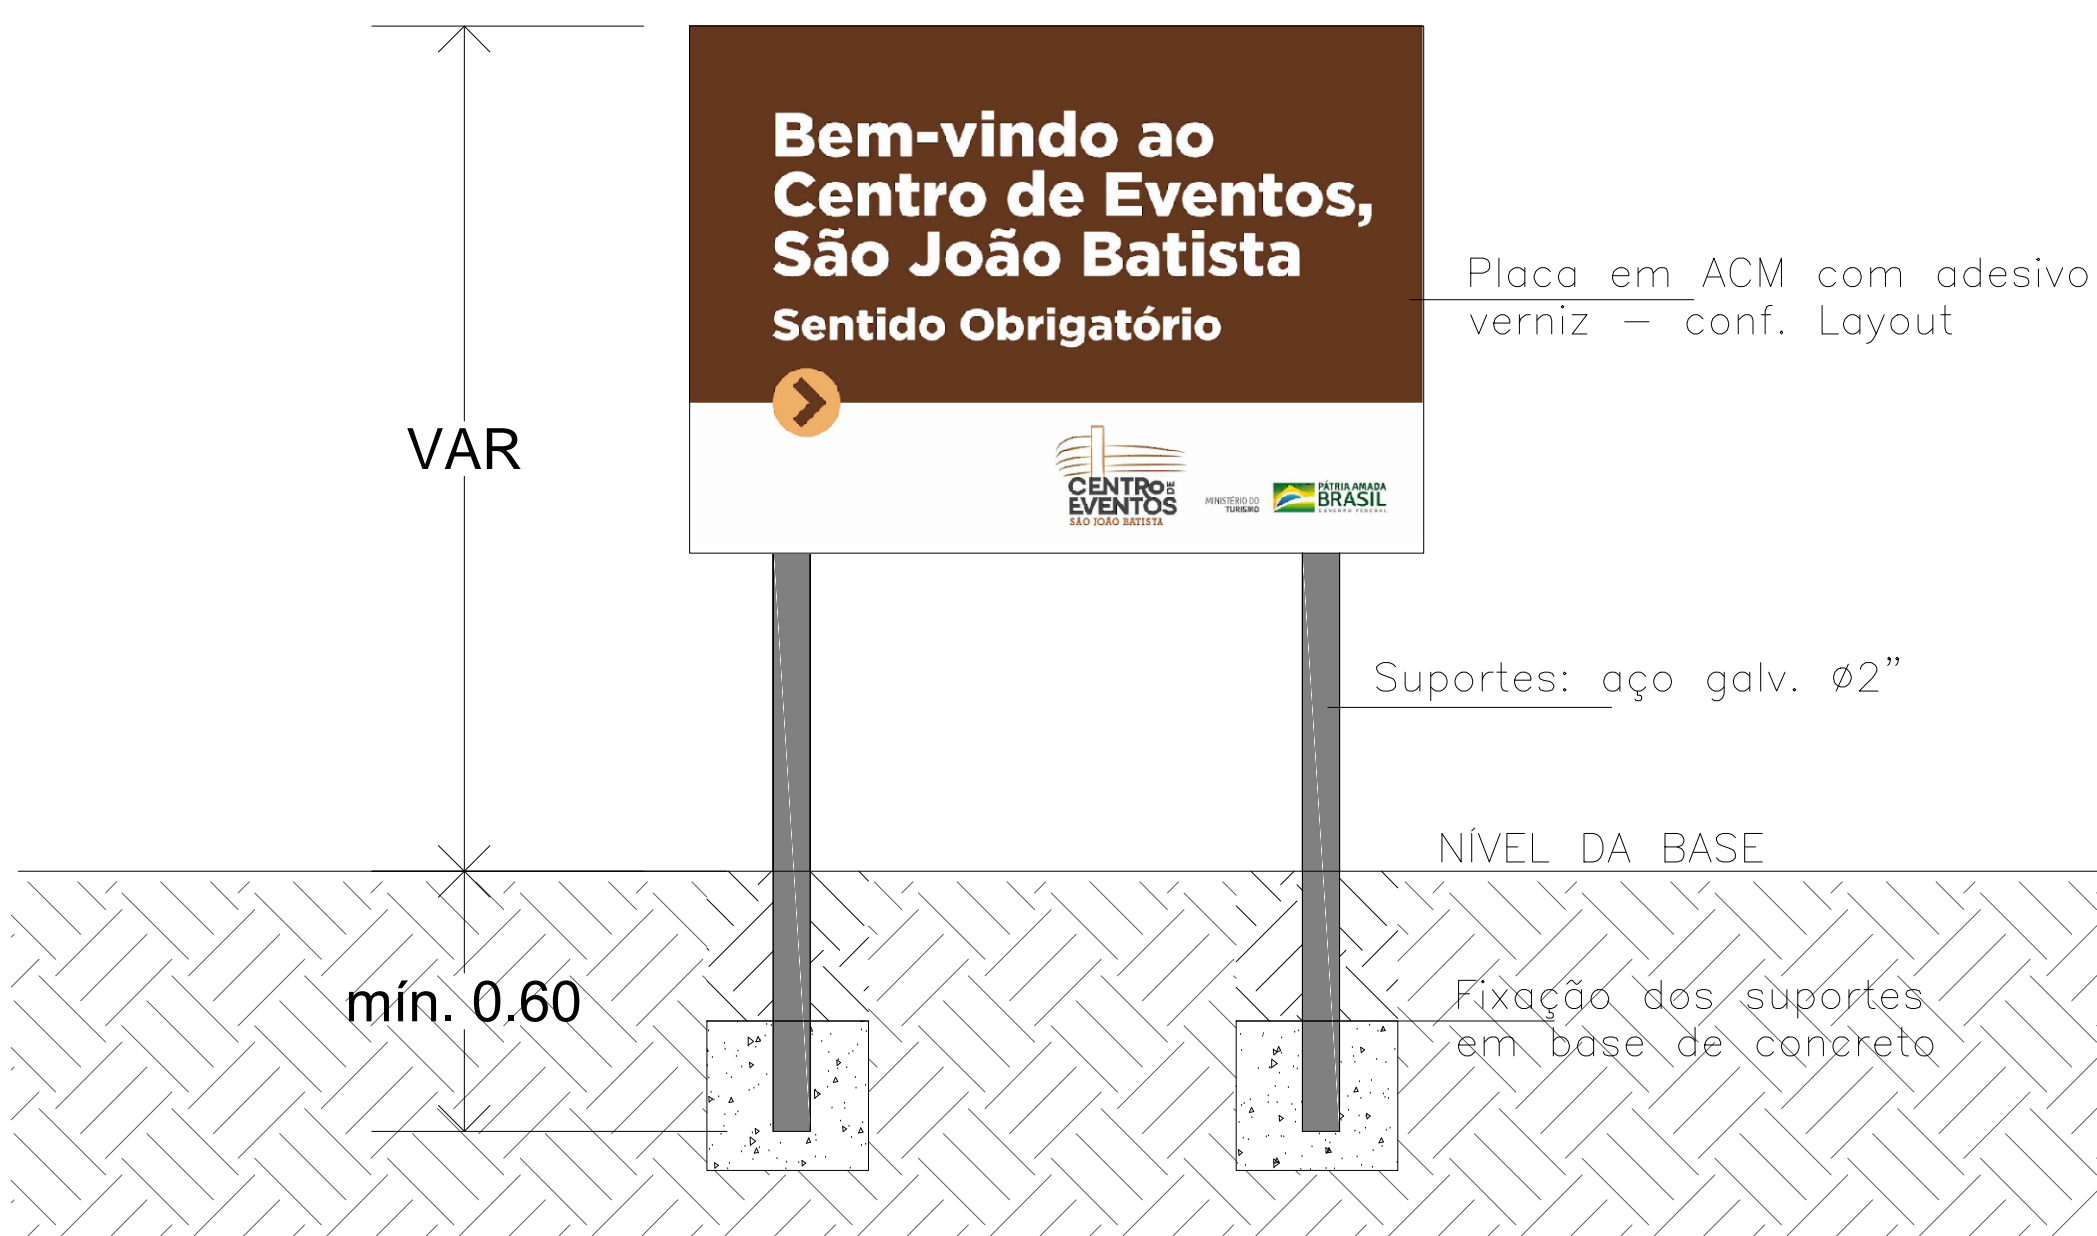 Bem-vindo ao
Centro de Eventos,
São João Batista
Sentido Obrigatório
CENTRO DE
EVENTOS
SÃO JOÃO BATISTA
MINISTÉRIO DO
TURISMO
PÁTRIA AMADA
BRASIL
GOVERNO FEDERAL
Placa em ACM com adesivo
verniz – conf. Layout
VAR
Suportes: aço galv. ø2"
NÍVEL DA BASE
mín. 0.60
Fixação dos suportes
em base de concreto